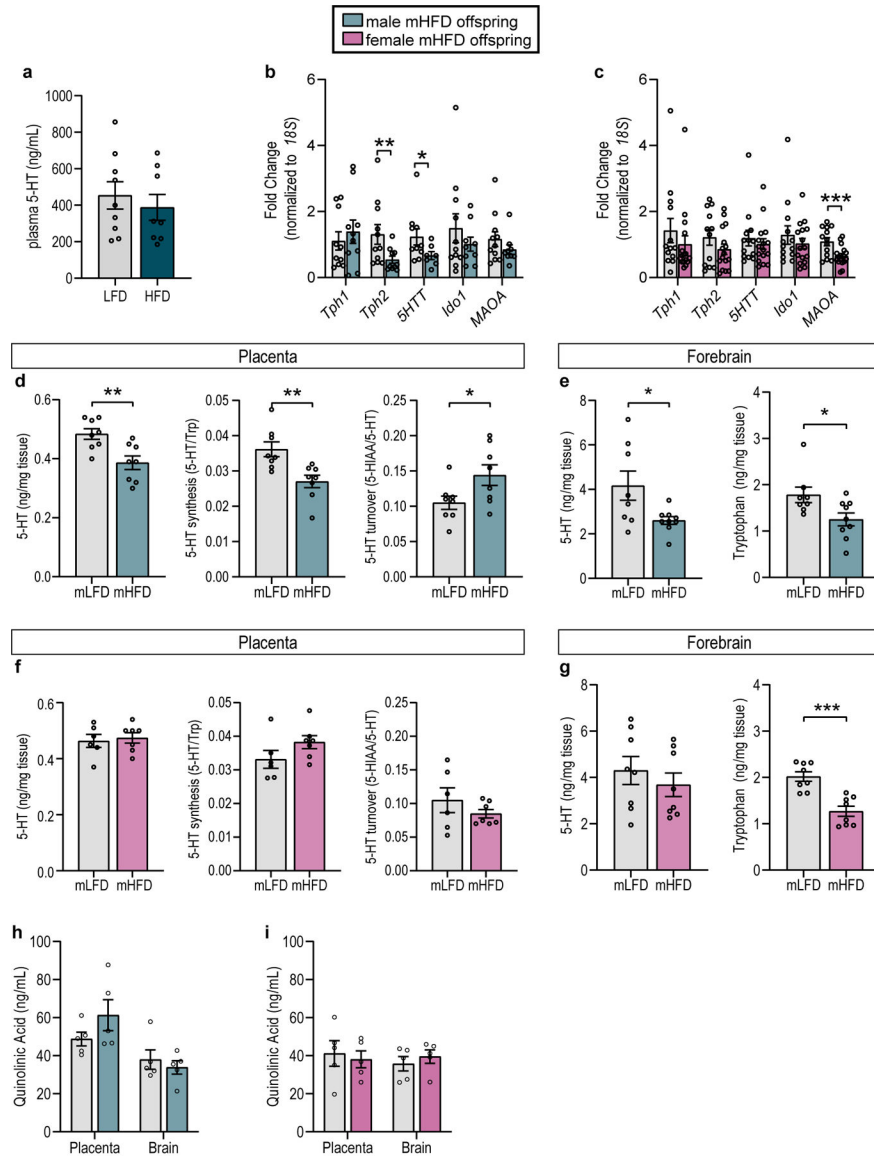 male mHFD offspring
female mHFD offspring
a
plasma 5-HT (ng/mL)
1000
800
600
400
200
0
LFD
HFD
b
Fold Change
(normalized to 18S)
6
4
2
0
**
*
Tph1
Tph2
5HTT
Ido1
MAOA
c
Fold Change
(normalized to 18S)
6
4
2
0
***
Tph1
Tph2
5HTT
Ido1
MAOA
Placenta
Forebrain
d
5-HT (ng/mg tissue)
0.6
0.4
0.2
0.0
**
mLFD
mHFD
5-HT synthesis (5-HT/Trp)
0.05
0.04
0.03
0.02
0.01
0.00
**
mLFD
mHFD
5-HT turnover (5-HIAA/5-HT)
0.25
0.20
0.15
0.10
0.05
0.00
*
mLFD
mHFD
e
5-HT (ng/mg tissue)
8
6
4
2
0
*
mLFD
mHFD
Tryptophan (ng/mg tissue)
4
3
2
1
0
*
mLFD
mHFD
Placenta
Forebrain
f
5-HT (ng/mg tissue)
0.6
0.4
0.2
0.0
mLFD
mHFD
5-HT synthesis (5-HT/Trp)
0.05
0.04
0.03
0.02
0.01
0.00
mLFD
mHFD
5-HT turnover (5-HIAA/5-HT)
0.25
0.20
0.15
0.10
0.05
0.00
mLFD
mHFD
g
5-HT (ng/mg tissue )
8
6
4
2
0
mLFD
mHFD
Tryptophan (ng/mg tissue )
4
3
2
1
0
***
mLFD
mHFD
h
Quinolinic Acid (ng/mL)
100
80
60
40
20
0
Placenta
Brain
i
Quinolinic Acid (ng/mL)
100
80
60
40
20
0
Placenta
Brain